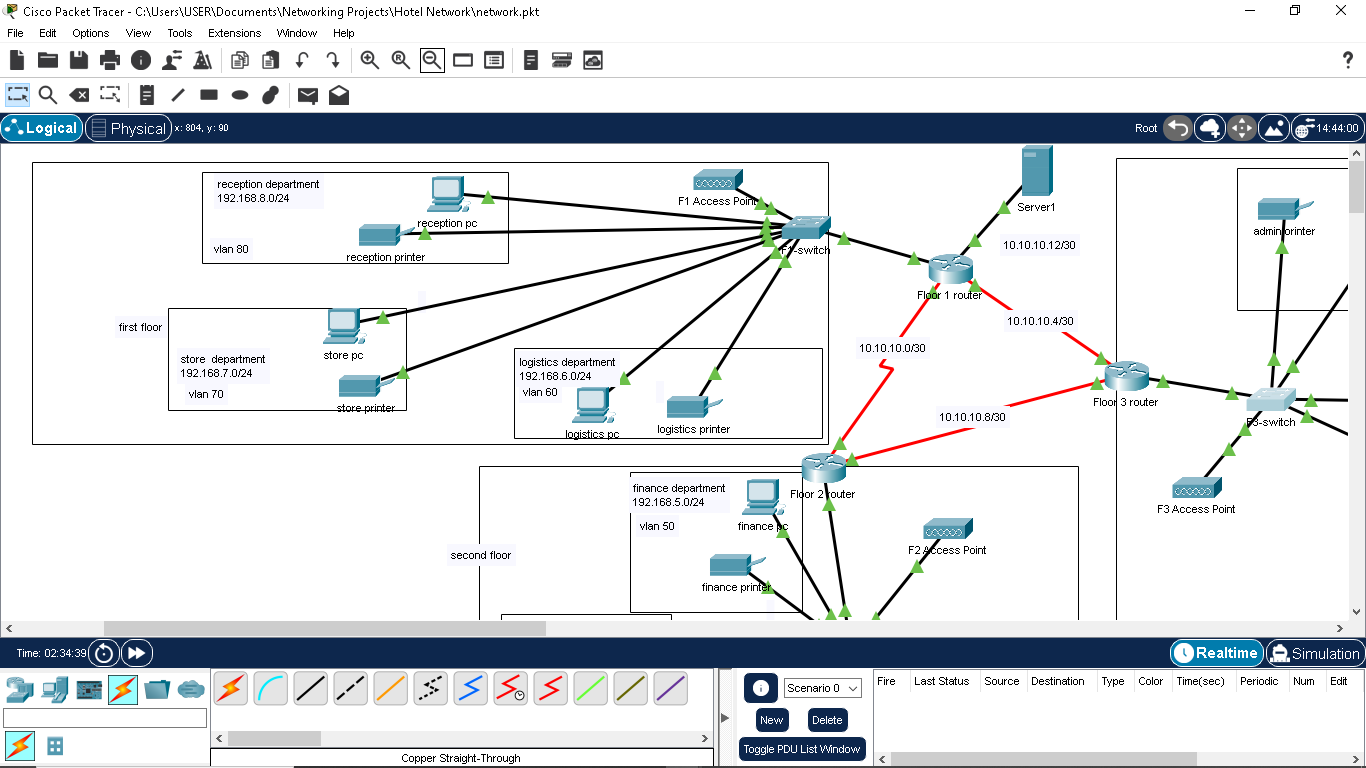 Cisco Packet Tracer - C:\Users\USER\Documents\Networking Projects\Hotel Network\network.pkt
File Edit Options View Tools Extensions Window Help
Logical Physical x: 804, y: 90 Root 14:44:00
reception department
192.168.8.0/24
vlan 80
reception pc
reception printer
F1 Access Point
F1-switch
Server1
10.10.10.12/30
Floor 1 router
admin printer
first floor
store department
192.168.7.0/24
vlan 70
store pc
store printer
logistics department
192.168.6.0/24
vlan 60
logistics pc
logistics printer
10.10.10.0/30
10.10.10.4/30
10.10.10.8/30
Floor 3 router
F3-switch
F3 Access Point
Floor 2 router
second floor
finance department
192.168.5.0/24
vlan 50
finance pc
finance printer
F2 Access Point
Time: 02:34:39
Realtime Simulation
Scenario 0
New Delete
Toggle PDU List Window
Fire Last Status Source Destination Type Color Time(sec) Periodic Num Edit
Copper Straight-Through